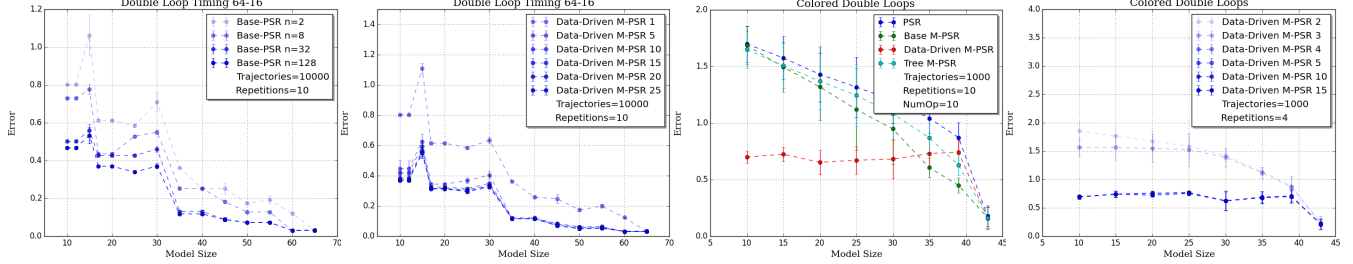 Double Loop Timing 64-16
Base-PSR n=2
Base-PSR n=8
Base-PSR n=32
Base-PSR n=128
Trajectories=10000
Repetitions=10
Error
1.2
1.0
0.8
0.6
0.4
0.2
0.0
10 20 30 40 50 60 70
Model Size
Double Loop Timing 64-16
Data-Driven M-PSR 1
Data-Driven M-PSR 5
Data-Driven M-PSR 10
Data-Driven M-PSR 15
Data-Driven M-PSR 20
Data-Driven M-PSR 25
Trajectories=10000
Repetitions=10
Error
1.4
1.2
1.0
0.8
0.6
0.4
0.2
0.0
10 20 30 40 50 60 70
Model Size
Colored Double Loops
PSR
Base M-PSR
Data-Driven M-PSR
Tree M-PSR
Trajectories=1000
Repetitions=10
NumOp=10
Error
2.0
1.5
1.0
0.5
0.0
5 10 15 20 25 30 35 40 45
Model Size
Colored Double Loops
Data-Driven M-PSR 2
Data-Driven M-PSR 3
Data-Driven M-PSR 4
Data-Driven M-PSR 5
Data-Driven M-PSR 10
Data-Driven M-PSR 15
Trajectories=1000
Repetitions=4
Error
4.0
3.5
3.0
2.5
2.0
1.5
1.0
0.5
0.0
5 10 15 20 25 30 35 40 45
Model Size